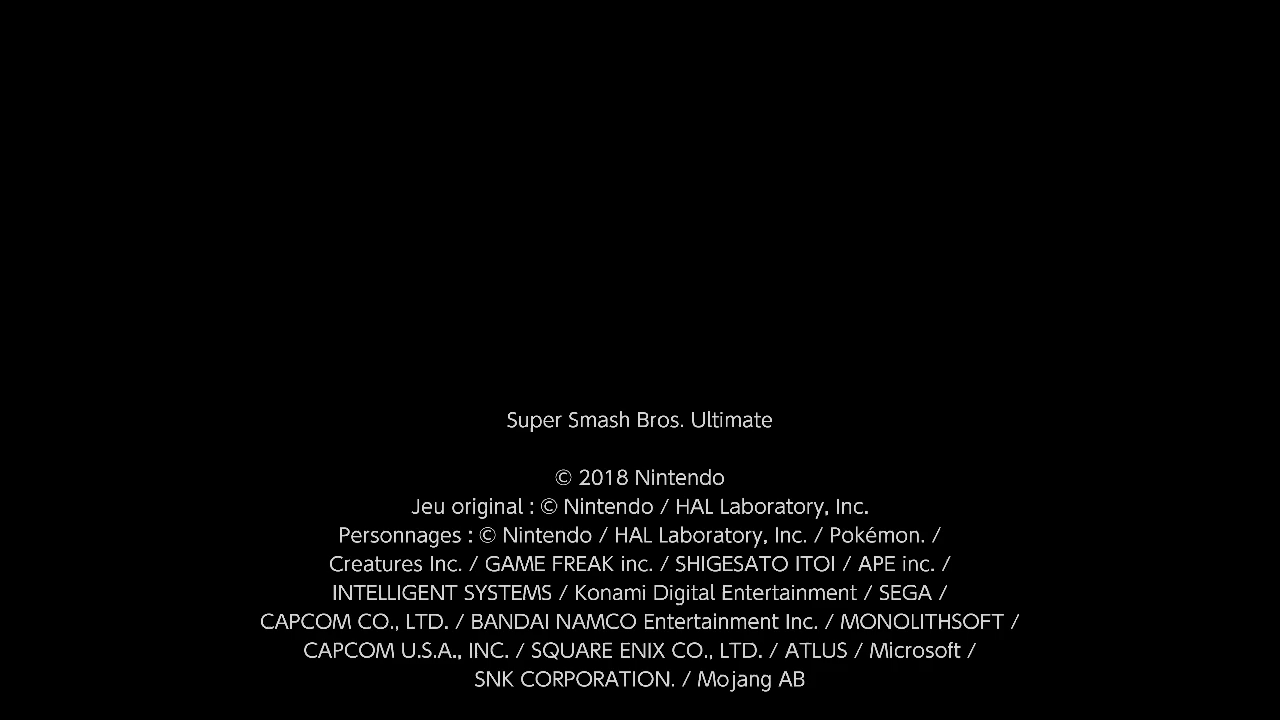 Super Smash Bros. Ultimate
© 2018 Nintendo
Jeu original : © Nintendo / HAL Laboratory, Inc.
Personnages : © Nintendo / HAL Laboratory, Inc. / Pokémon. /
Creatures Inc. / GAME FREAK inc. / SHIGESATO ITOI / APE inc. /
INTELLIGENT SYSTEMS / Konami Digital Entertainment / SEGA /
CAPCOM CO., LTD. / BANDAI NAMCO Entertainment Inc. / MONOLITHSOFT /
CAPCOM U.S.A., INC. / SQUARE ENIX CO., LTD. / ATLUS / Microsoft /
SNK CORPORATION. / Mojang AB